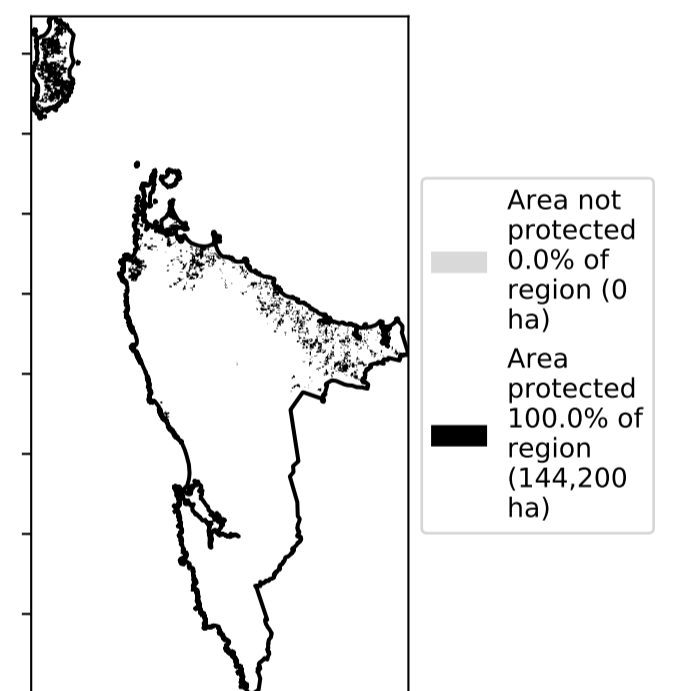 Area not
protected
0.0% of
region (0
ha)
Area
protected
100.0% of
region
(144,200
ha)